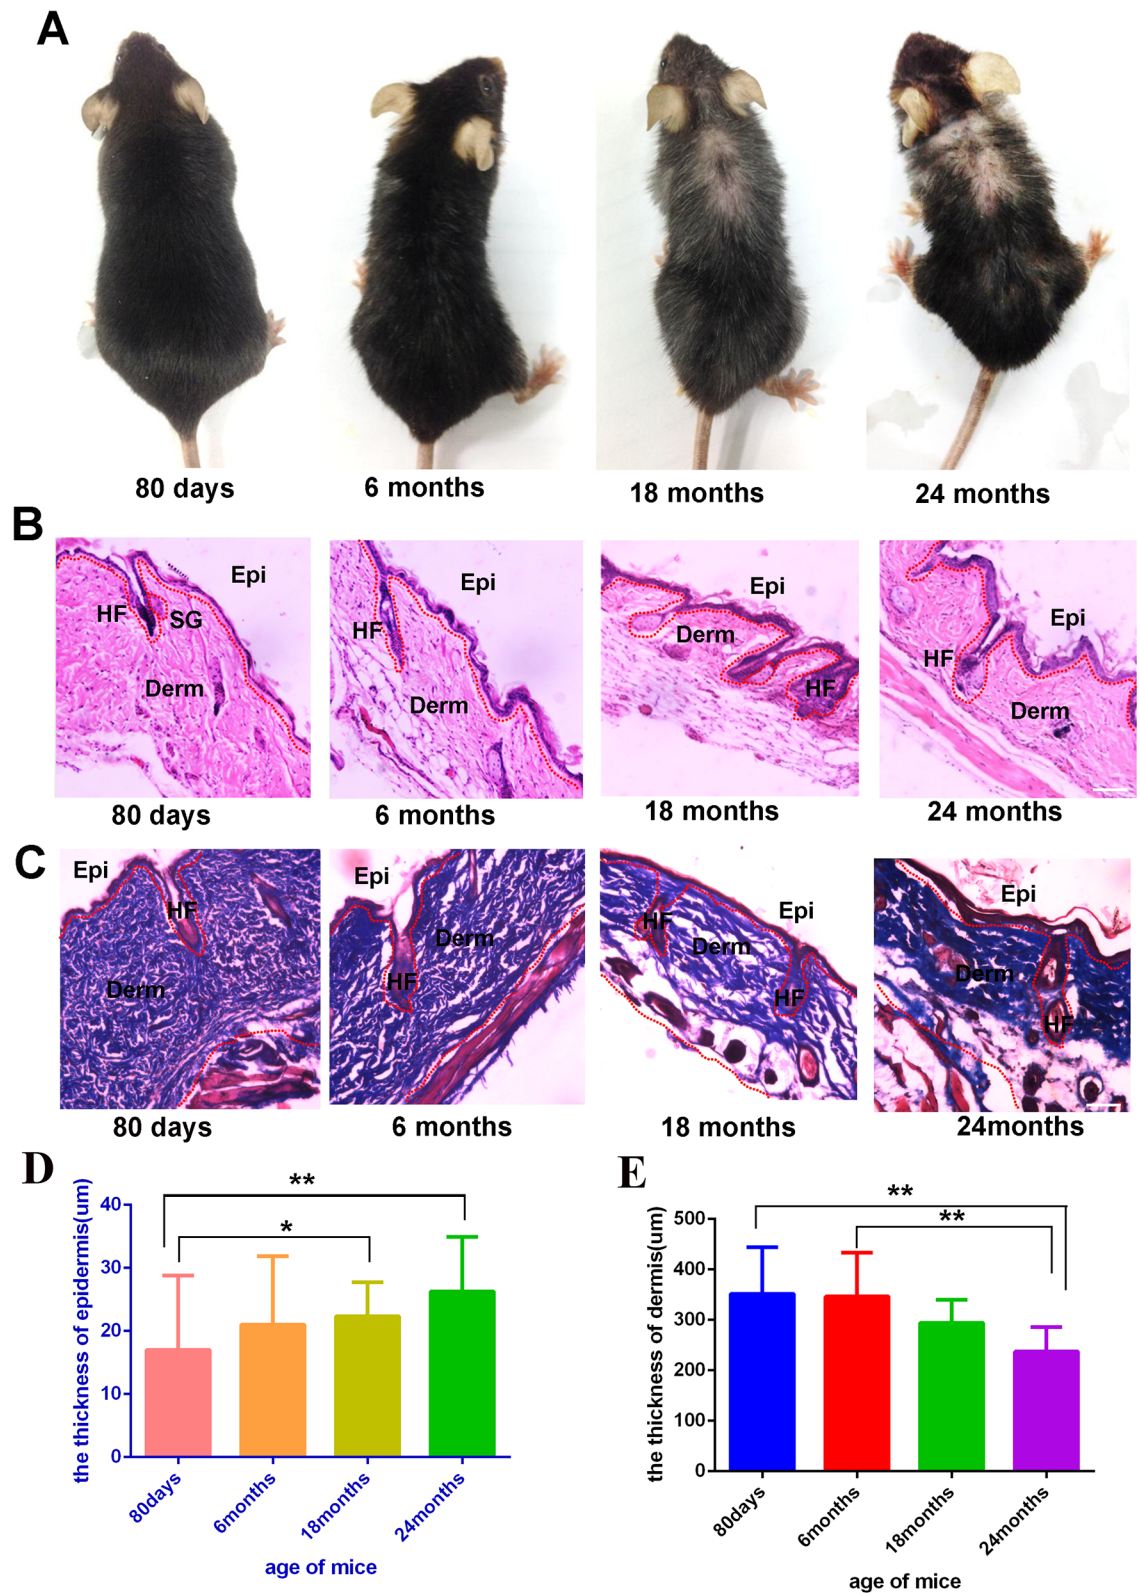 A
80 days
6 months
18 months
24 months
B
Epi
HF
SG
Derm
Epi
HF
Derm
Epi
Derm
HF
Epi
HF
Derm
80 days
6 months
18 months
24 months
C
Epi
HF
Derm
Epi
Derm
HF
HF
Epi
Derm
HF
Epi
Derm
HF
80 days
6 months
18 months
24months
D
the thickness of epidermis(um)
40
30
20
10
0
**
*
80days
6months
18months
24months
age of mice
E
the thickness of dermis(um)
500
400
300
200
100
0
**
**
80days
6months
18months
24months
age of mice